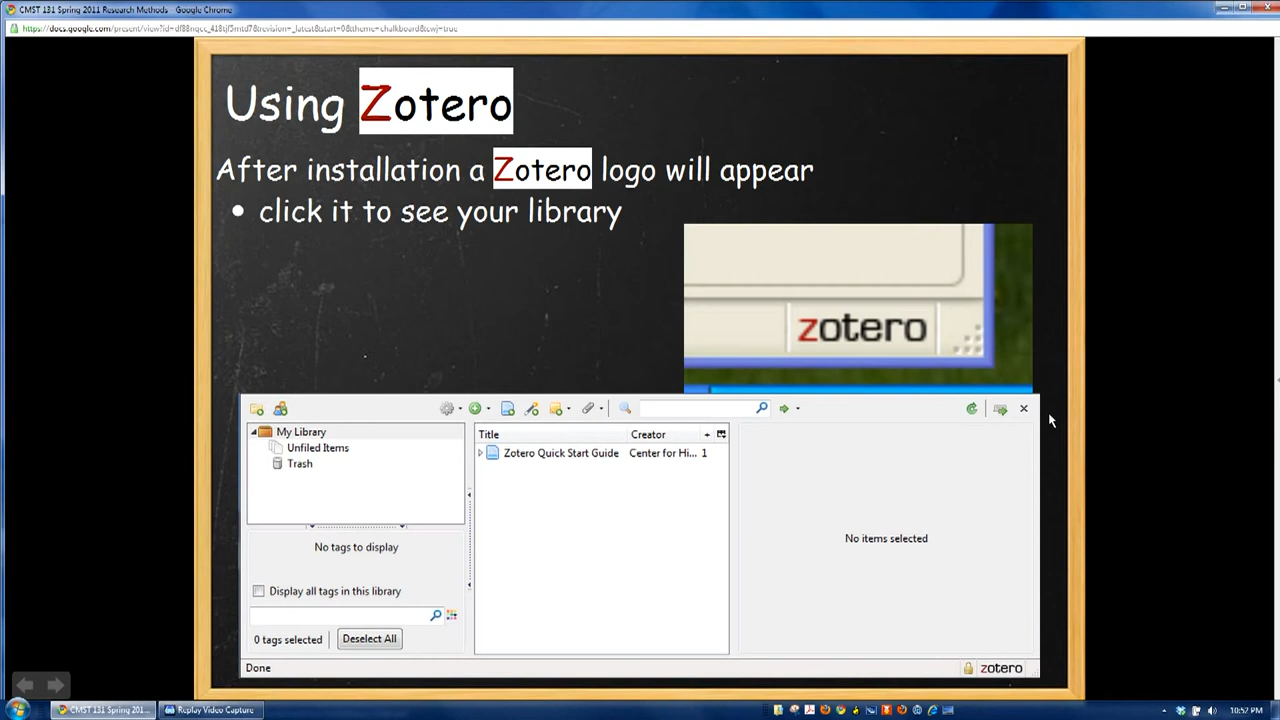 CMST 131 Spring 2011 Research Methods - Google Chrome
Using Zotero
After installation a Zotero logo will appear
• click it to see your library
zotero
My Library
Unfiled Items
Trash
Title Creator
Zotero Quick Start Guide Center for Hi... 1
No items selected
No tags to display
Display all tags in this library
0 tags selected Deselect All
Done zotero
CMST 131 Spring 201... Replay Video Capture 10:52 PM